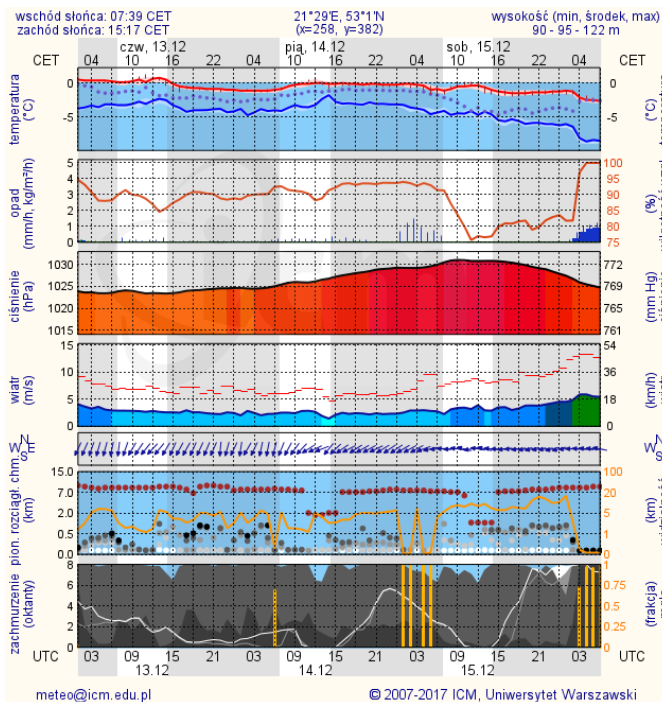 wschód słońca: 07:39 CET
zachód słońca: 15:17 CET
21°29'E, 53°1'N
(x=258, y=382)
wysokość (min, środek, max)
90 - 95 - 122 m
czw, 13.12
pią, 14.12
sob, 15.12
CET 04 10 16 22 04 10 16 22 04 10 16 22 04 CET
temperatura
(°C)
0
-5
0
-5
opad
(mm/h, kg/m²/h)
5
4
3
2
1
0
100
95
90
85
80
75
(%)
ciśnienie
(hPa)
1030
1025
1020
1015
772
769
765
761
(mm Hg)
wiatr
(m/s)
15
10
5
0
54
36
18
0
(km/h)
N
W E
S
N
W
S
pion. rozciągł. chm.
(km)
15.0
7.0
2.0
0.5
0.0
100
20
5
1
0
(km)
zachmurzenie
(oktanty)
8
6
4
2
0
1
0.75
0.5
0.25
0
(frakcja)
UTC 03 09 15 21 03 09 15 21 03 09 15 21 03 UTC
13.12
14.12
15.12
meteo@icm.edu.pl
© 2007-2017 ICM, Uniwersytet Warszawski